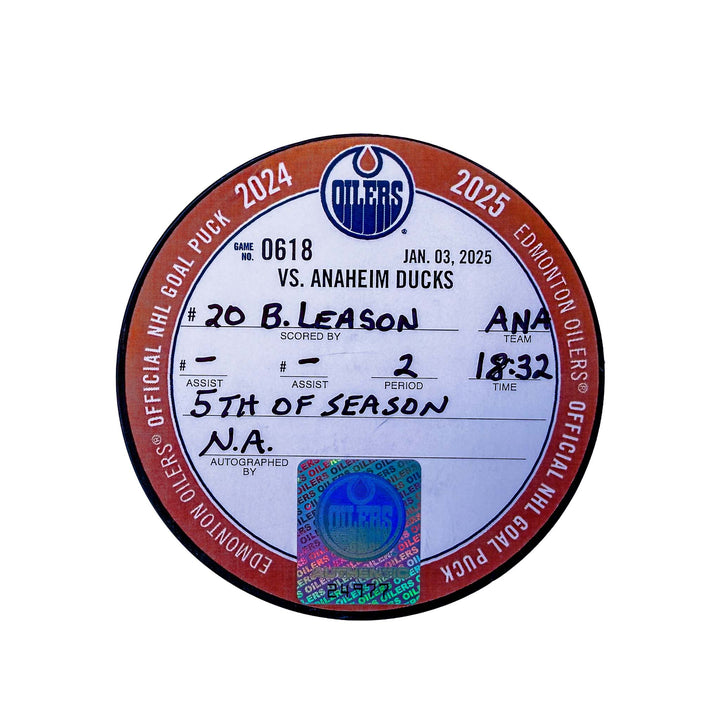 2024 2025
OILERS
EDMONTON OILERS® OFFICIAL NHL GOAL PUCK
EDMONTON OILERS® OFFICIAL NHL GOAL PUCK
GAME NO. 0618 JAN. 03, 2025
VS. ANAHEIM DUCKS
# 20 B. LEASON ANA
SCORED BY TEAM
# - # - 2 18:32
ASSIST ASSIST PERIOD TIME
5TH OF SEASON
N.A.
AUTOGRAPHED BY
OILERS
AUTHENTIC